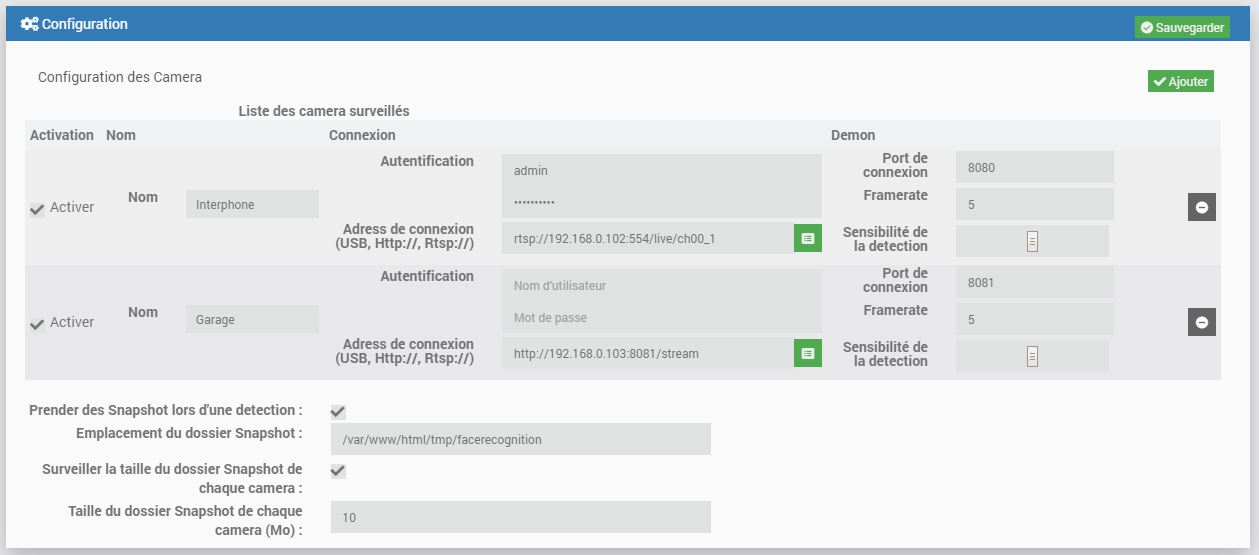 Configuration
Sauvegarder
Configuration des Camera
Ajouter
Liste des camera surveillés
Activation Nom Connexion Demon
Activer
Nom
Interphone
Autentification
admin
••••••••••
Adress de connexion
(USB, Http://, Rtsp://)
rtsp://192.168.0.102:554/live/ch00_1
Port de
connexion
8080
Framerate
5
Sensibilité de
la detection
Activer
Nom
Garage
Autentification
Nom d'utilisateur
Mot de passe
Adress de connexion
(USB, Http://, Rtsp://)
http://192.168.0.103:8081/stream
Port de
connexion
8081
Framerate
5
Sensibilité de
la detection
Prender des Snapshot lors d'une detection :
Emplacement du dossier Snapshot :
/var/www/html/tmp/facerecognition
Surveiller la taille du dossier Snapshot de
chaque camera :
Taille du dossier Snapshot de chaque
camera (Mo) :
10